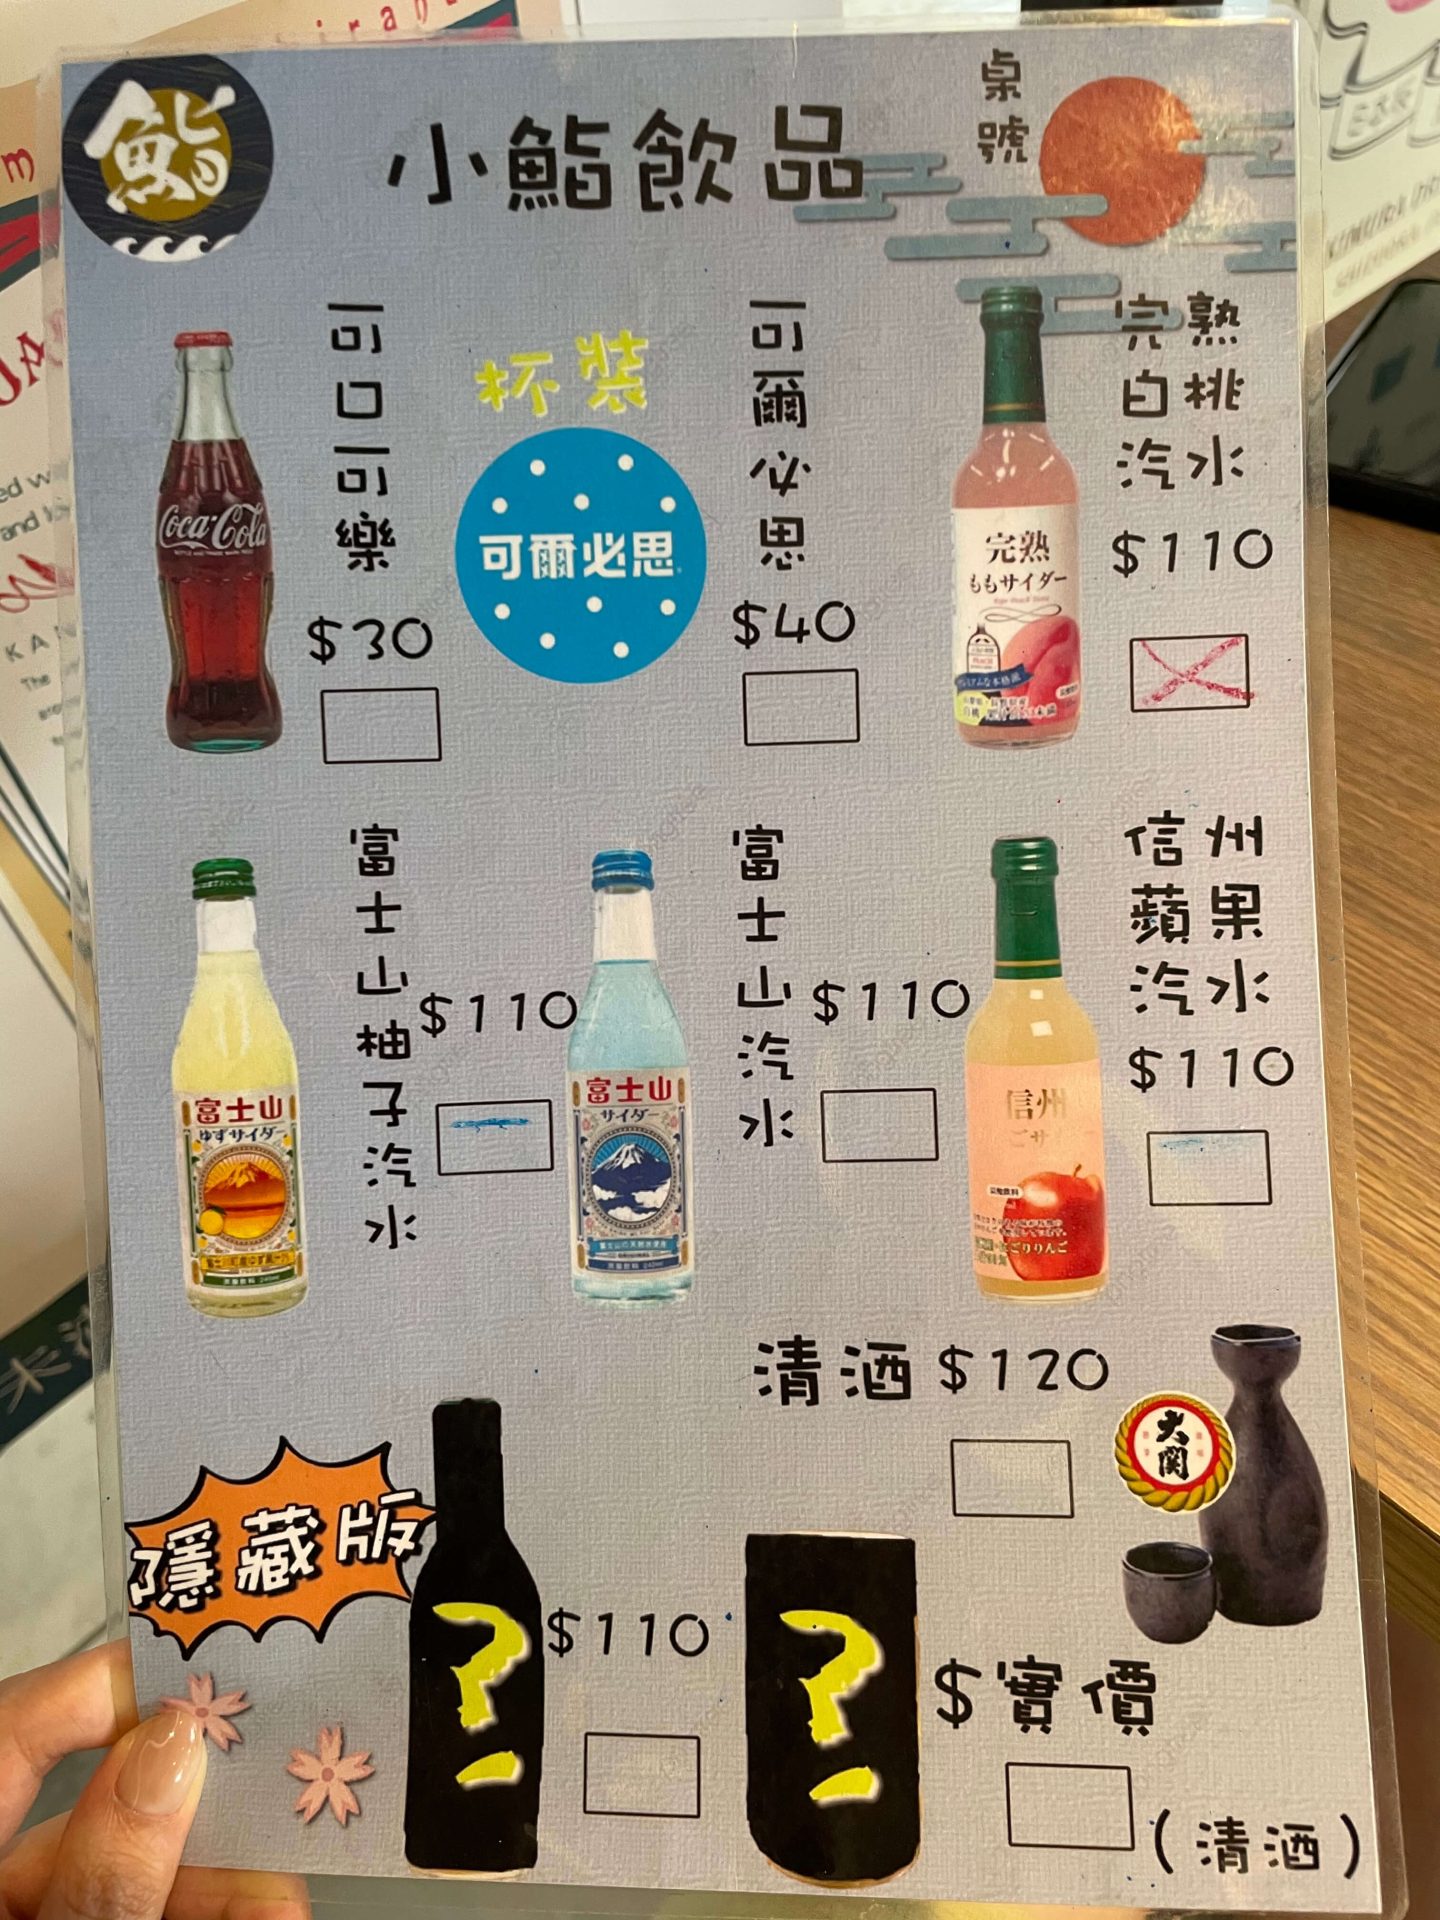 鮨
小鮨飲品
桌號
可口可樂
$30
Coca-Cola
杯裝
可爾必思
可爾必思
$40
完熟
白桃
汽水
$110
完熟
ももサイダー
富士山柚子汽水
$110
富士山
ゆずサイダー
富士山汽水
$110
富士山
サイダー
信州
蘋果
汽水
$110
信州
清酒 $120
大関
隱藏版
?
$110
?
$實價
(清酒)